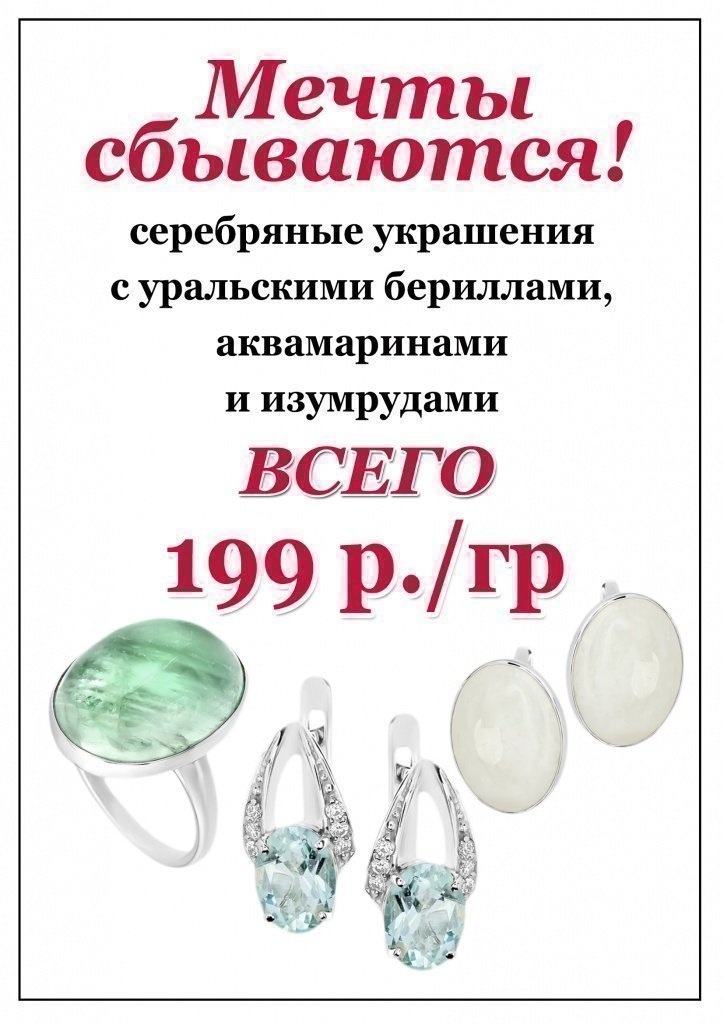 Мечты
сбываются!
серебряные украшения
с уральскими бериллами,
аквамаринами
и изумрудами
ВСЕГО
199 р./гр